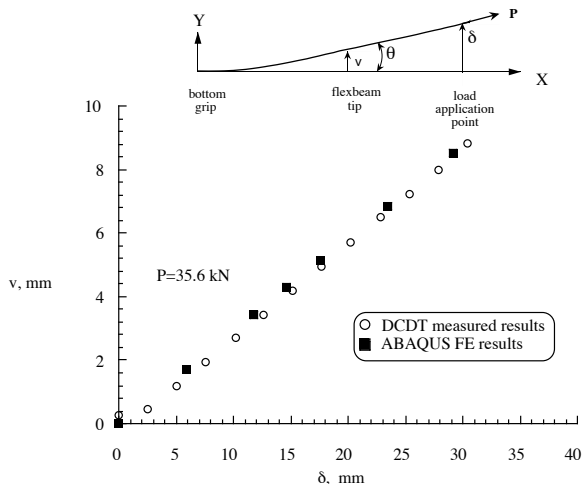 Y
P
θ
δ
v
X
bottom grip
flexbeam tip
load application point
10
8
6
4
2
0
v, mm
P=35.6 kN
DCDT measured results
ABAQUS FE results
0 5 10 15 20 25 30 35 40
δ, mm